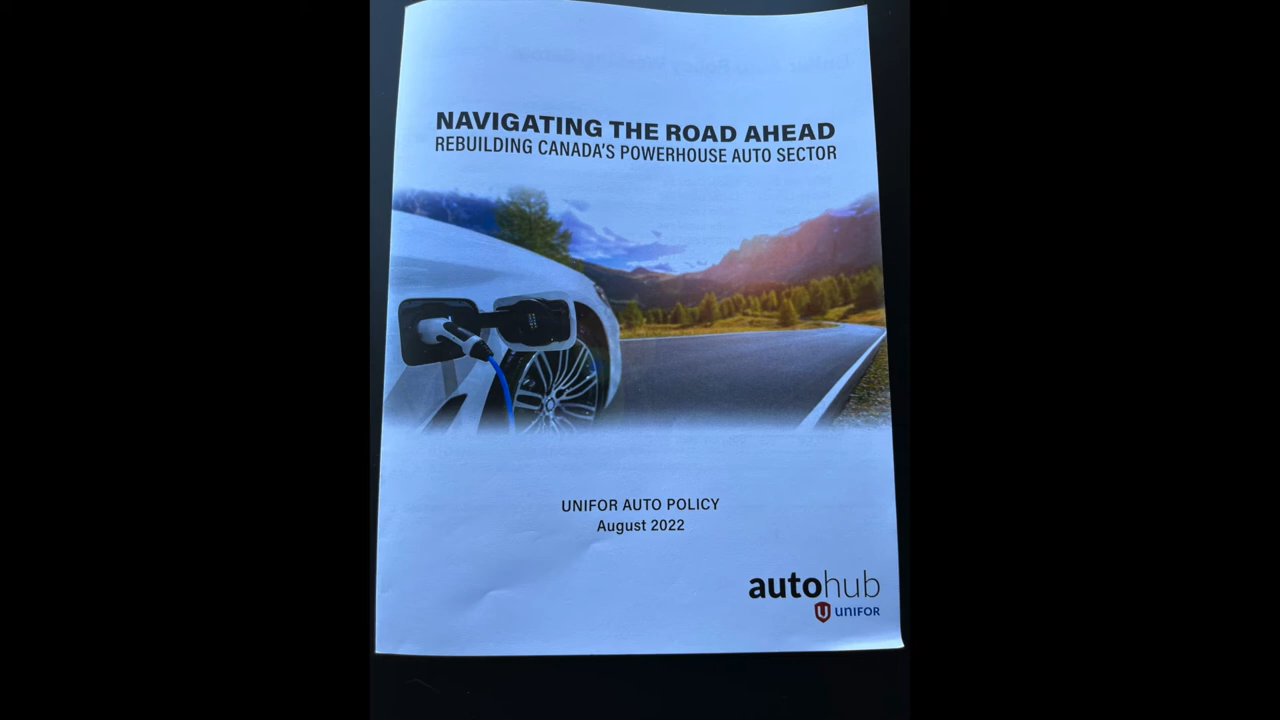 NAVIGATING THE ROAD AHEAD
REBUILDING CANADA'S POWERHOUSE AUTO SECTOR
UNIFOR AUTO POLICY
August 2022
autohub
UNIFOR